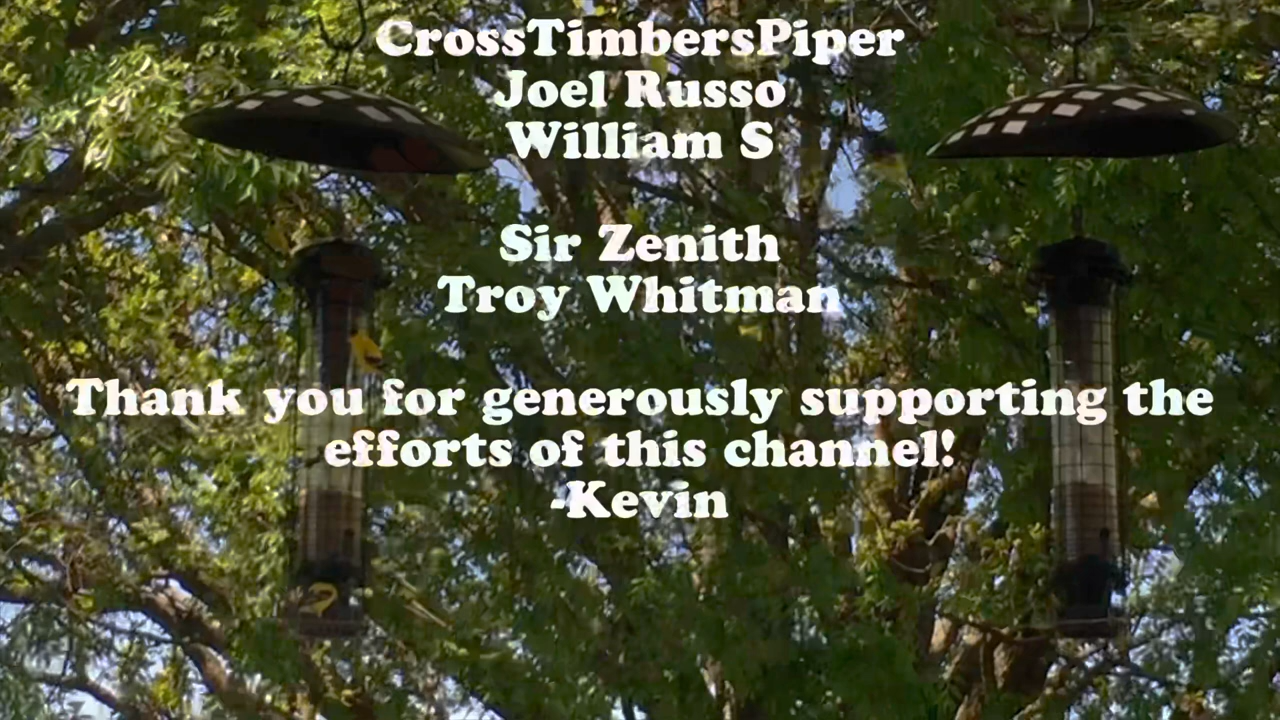 CrossTimbersPiper
Joel Russo
William S
Sir Zenith
Troy Whitman
Thank you for generously supporting the
efforts of this channel!
-Kevin